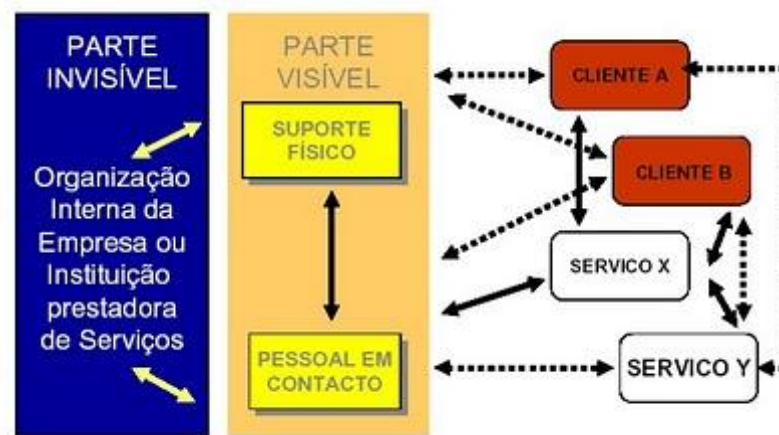 PARTE
INVISÍVEL
Organização
Interna da
Empresa ou
Instituição
prestadora
de Serviços
PARTE
VISÍVEL
SUPORTE
FÍSICO
PESSOAL EM
CONTACTO
CLIENTE A
CLIENTE B
SERVICO X
SERVICO Y